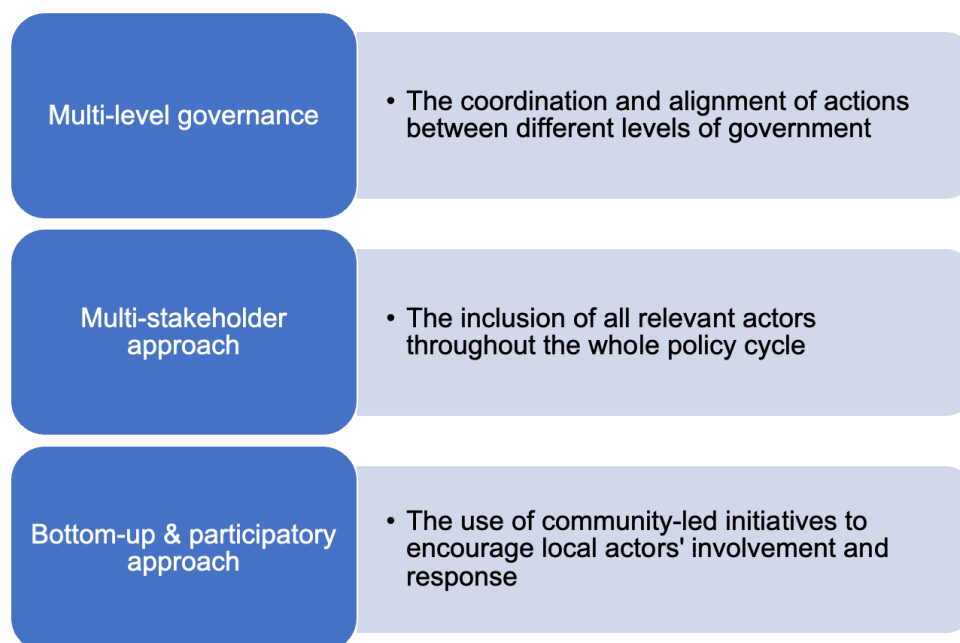 Multi-level governance
• The coordination and alignment of actions
between different levels of government
Multi-stakeholder
approach
• The inclusion of all relevant actors
throughout the whole policy cycle
Bottom-up & participatory
approach
• The use of community-led initiatives to
encourage local actors' involvement and
response